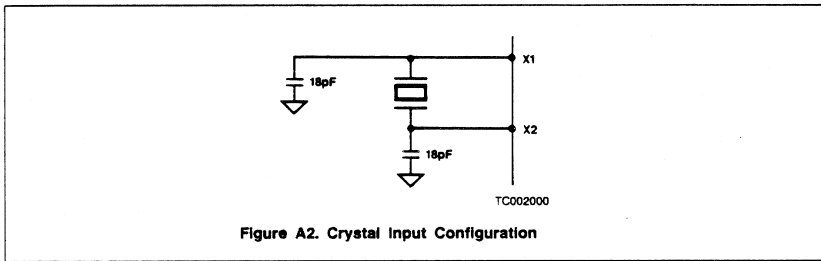 X1
18pF
X2
18pF
TC002000
Figure A2. Crystal Input Configuration